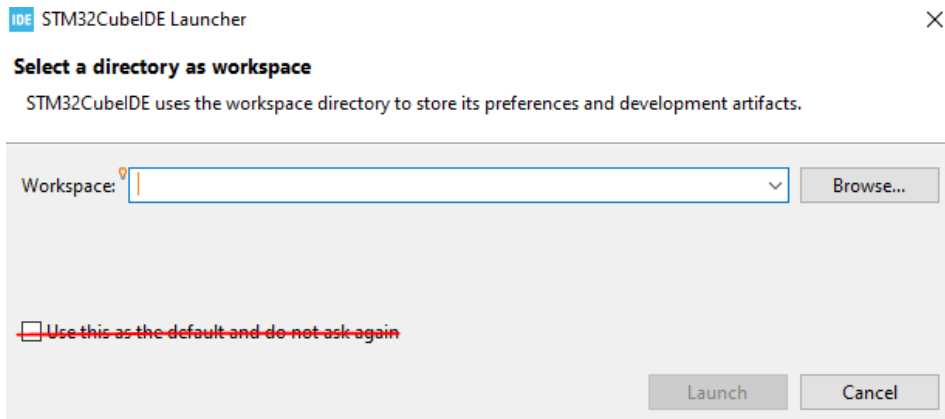 IDE STM32CubeIDE Launcher
Select a directory as workspace
STM32CubeIDE uses the workspace directory to store its preferences and development artifacts.
Workspace:
Browse...
Use this as the default and do not ask again
Launch
Cancel